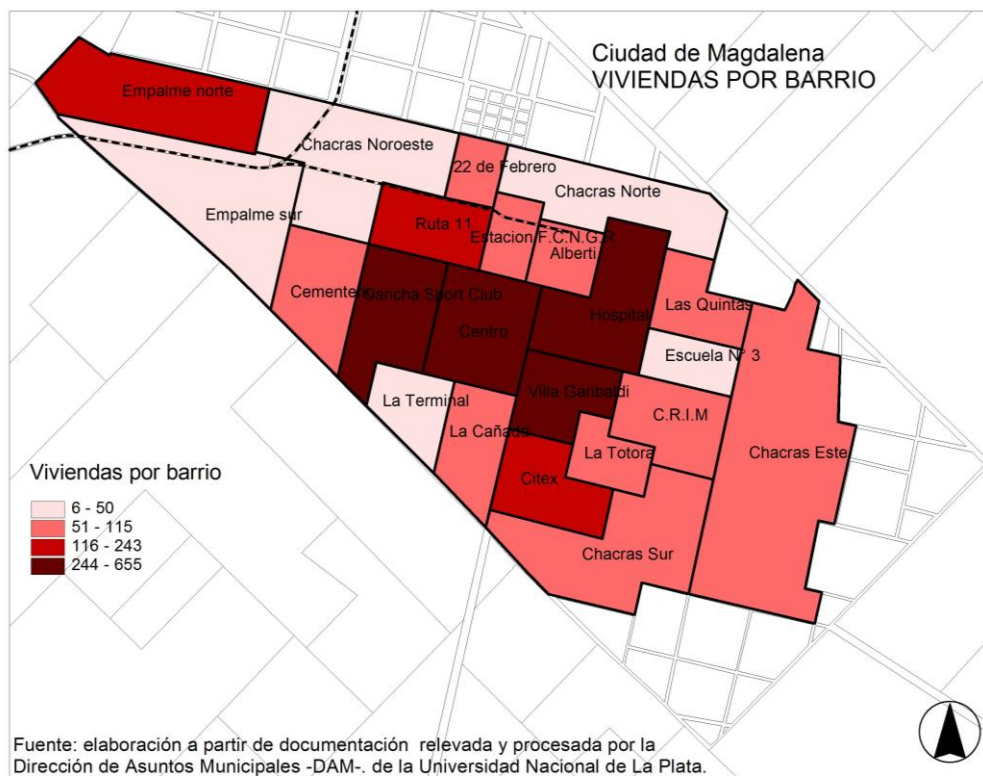 Ciudad de Magdalena
VIVIENDAS POR BARRIO
Empalme norte
Chacras Noroeste
22 de Febrero
Chacras Norte
Empalme sur
Ruta 11
Estacion F.C.N.G.R
Alberti
Cementerio
Cancha Sport Club
Centro
Hospital
Las Quintas
Escuela N° 3
La Terminal
Villa Garibaldi
La Cañada
C.R.I.M
La Totora
Chacras Este
Citex
Chacras Sur
Viviendas por barrio
6 - 50
51 - 115
116 - 243
244 - 655
Fuente: elaboración a partir de documentación relevada y procesada por la
Dirección de Asuntos Municipales -DAM-. de la Universidad Nacional de La Plata.